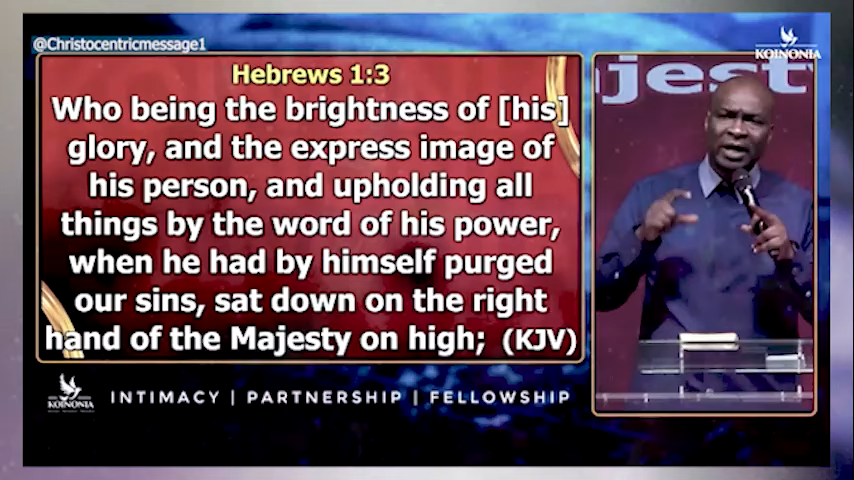 @Christocentricmessage1
KOINONIA
Hebrews 1:3
Who being the brightness of [his]
glory, and the express image of
his person, and upholding all
things by the word of his power,
when he had by himself purged
our sins, sat down on the right
hand of the Majesty on high; (KJV)
jest
KOINONIA
INTIMACY | PARTNERSHIP | FELLOWSHIP